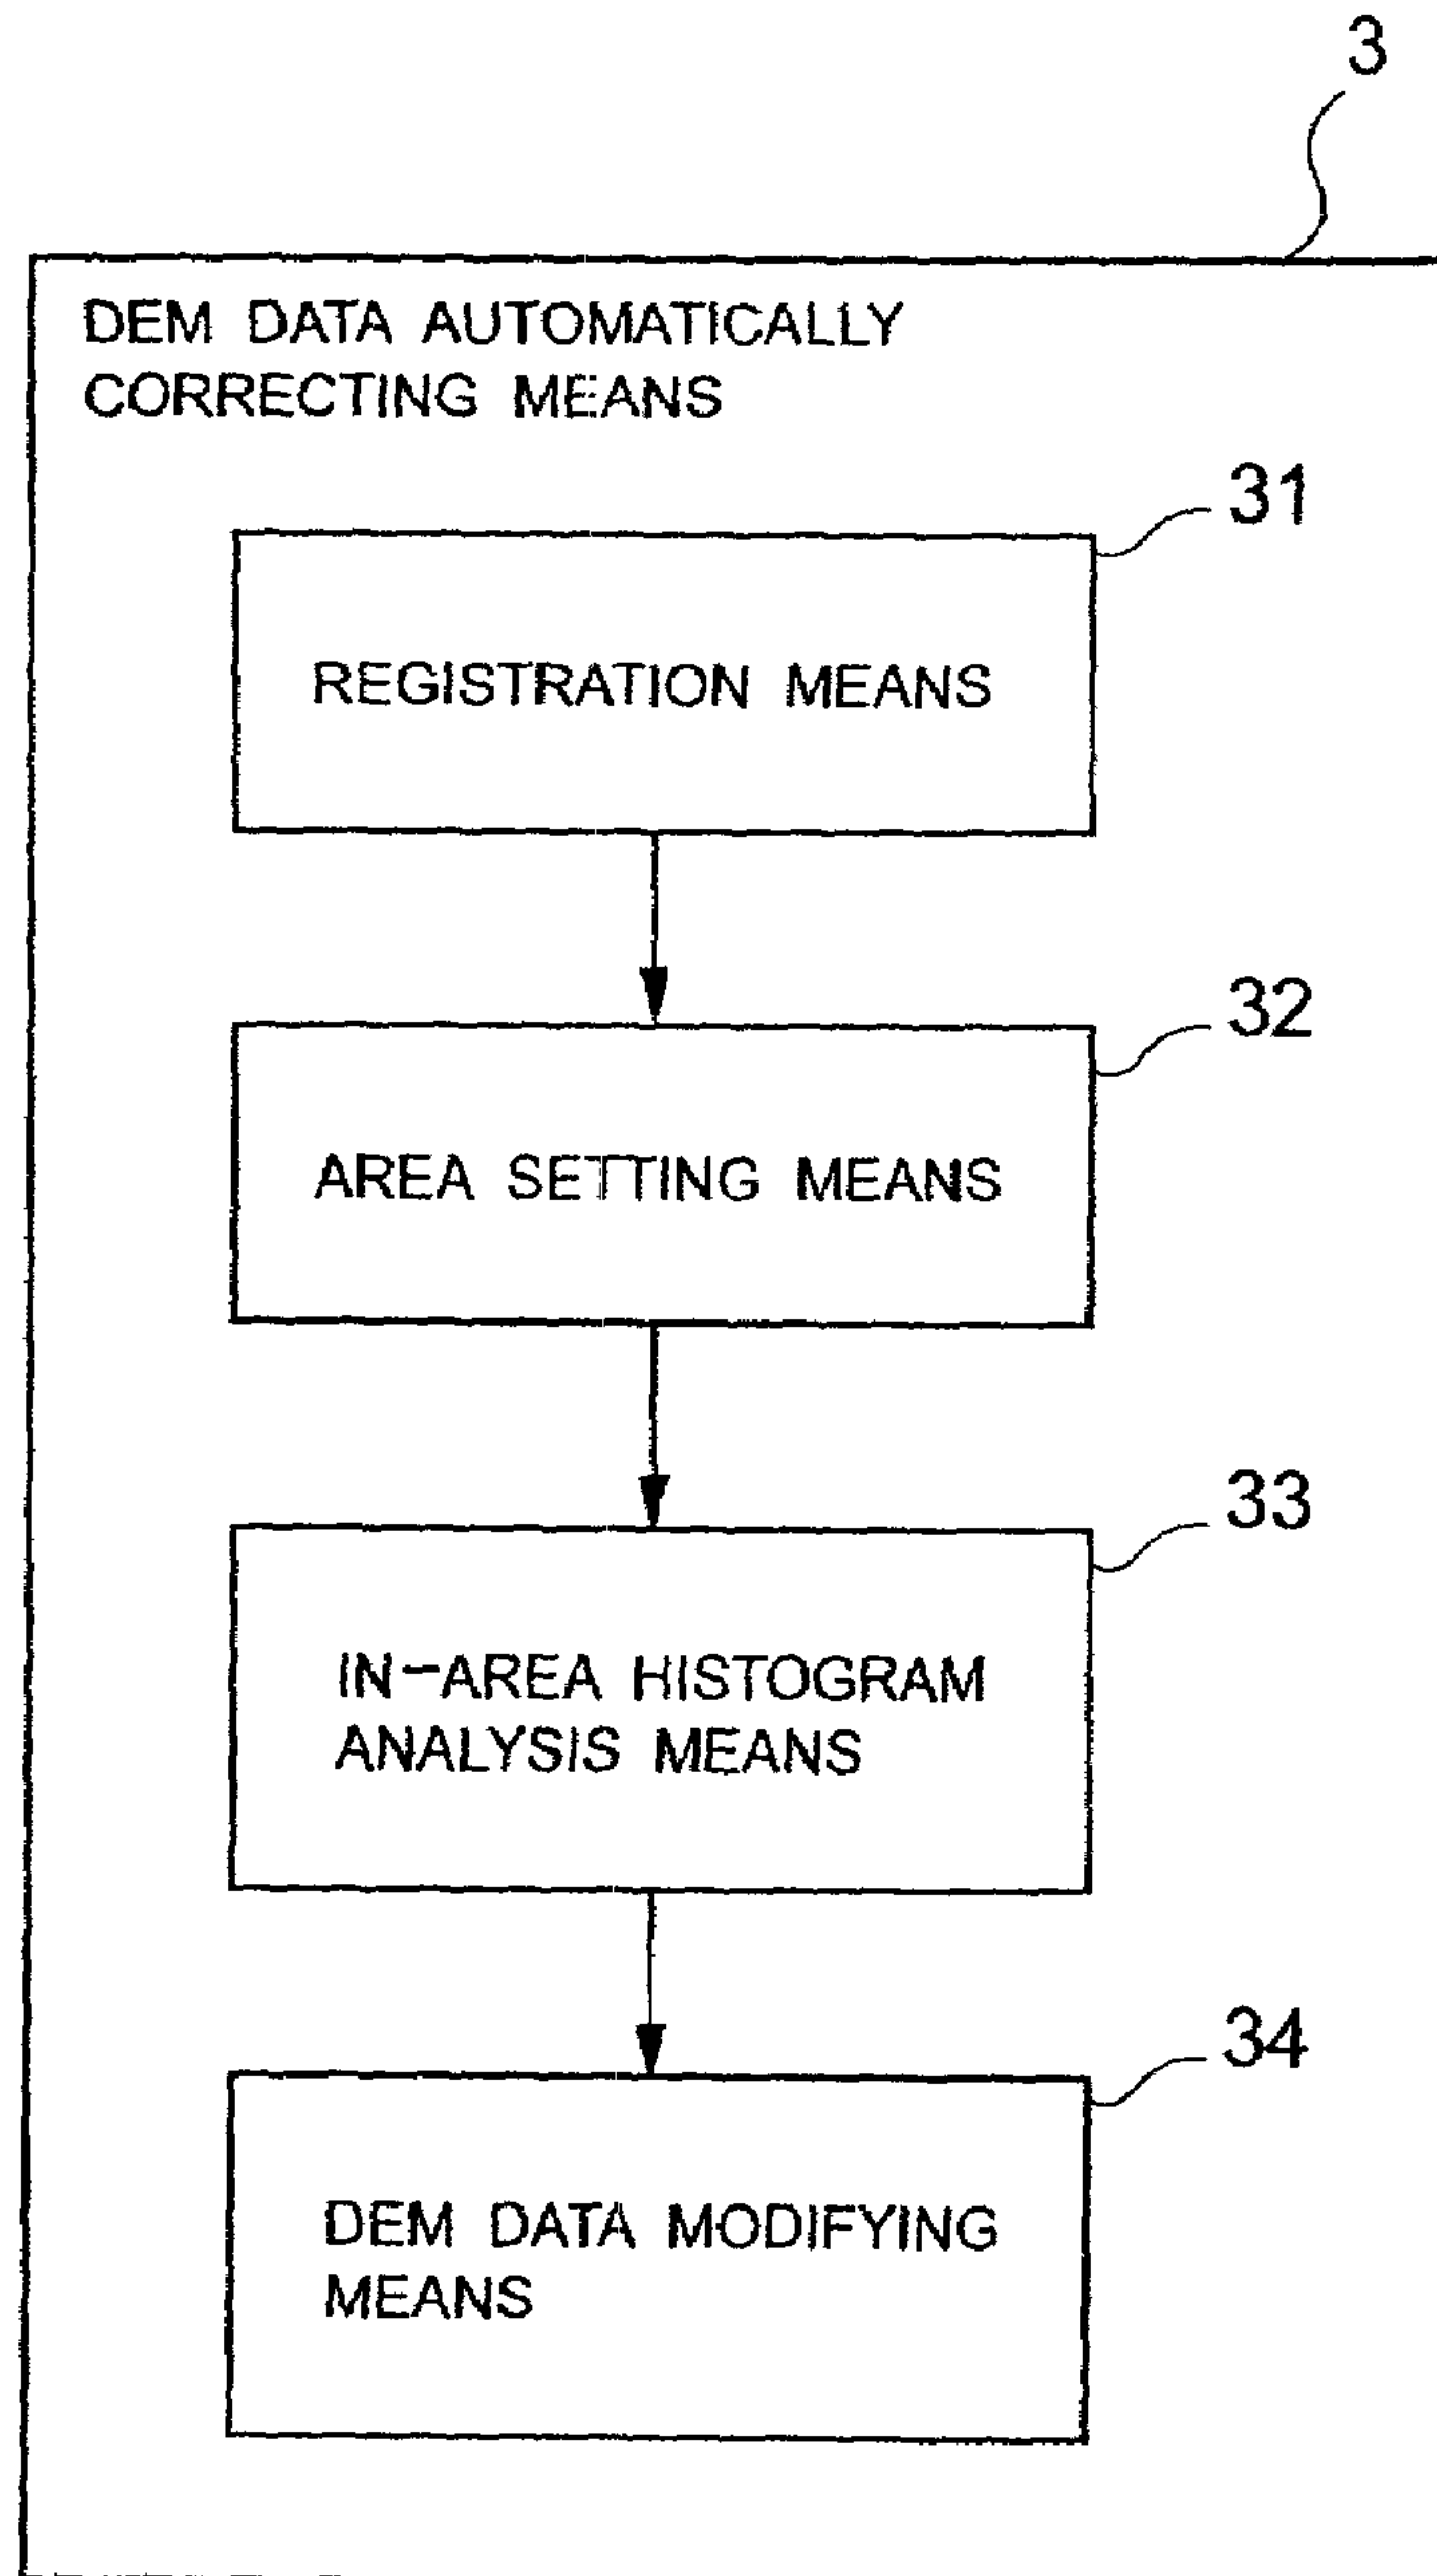 3
DEM DATA AUTOMATICALLY
CORRECTING MEANS
31
REGISTRATION MEANS
32
AREA SETTING MEANS
33
IN-AREA HISTOGRAM
ANALYSIS MEANS
34
DEM DATA MODIFYING
MEANS